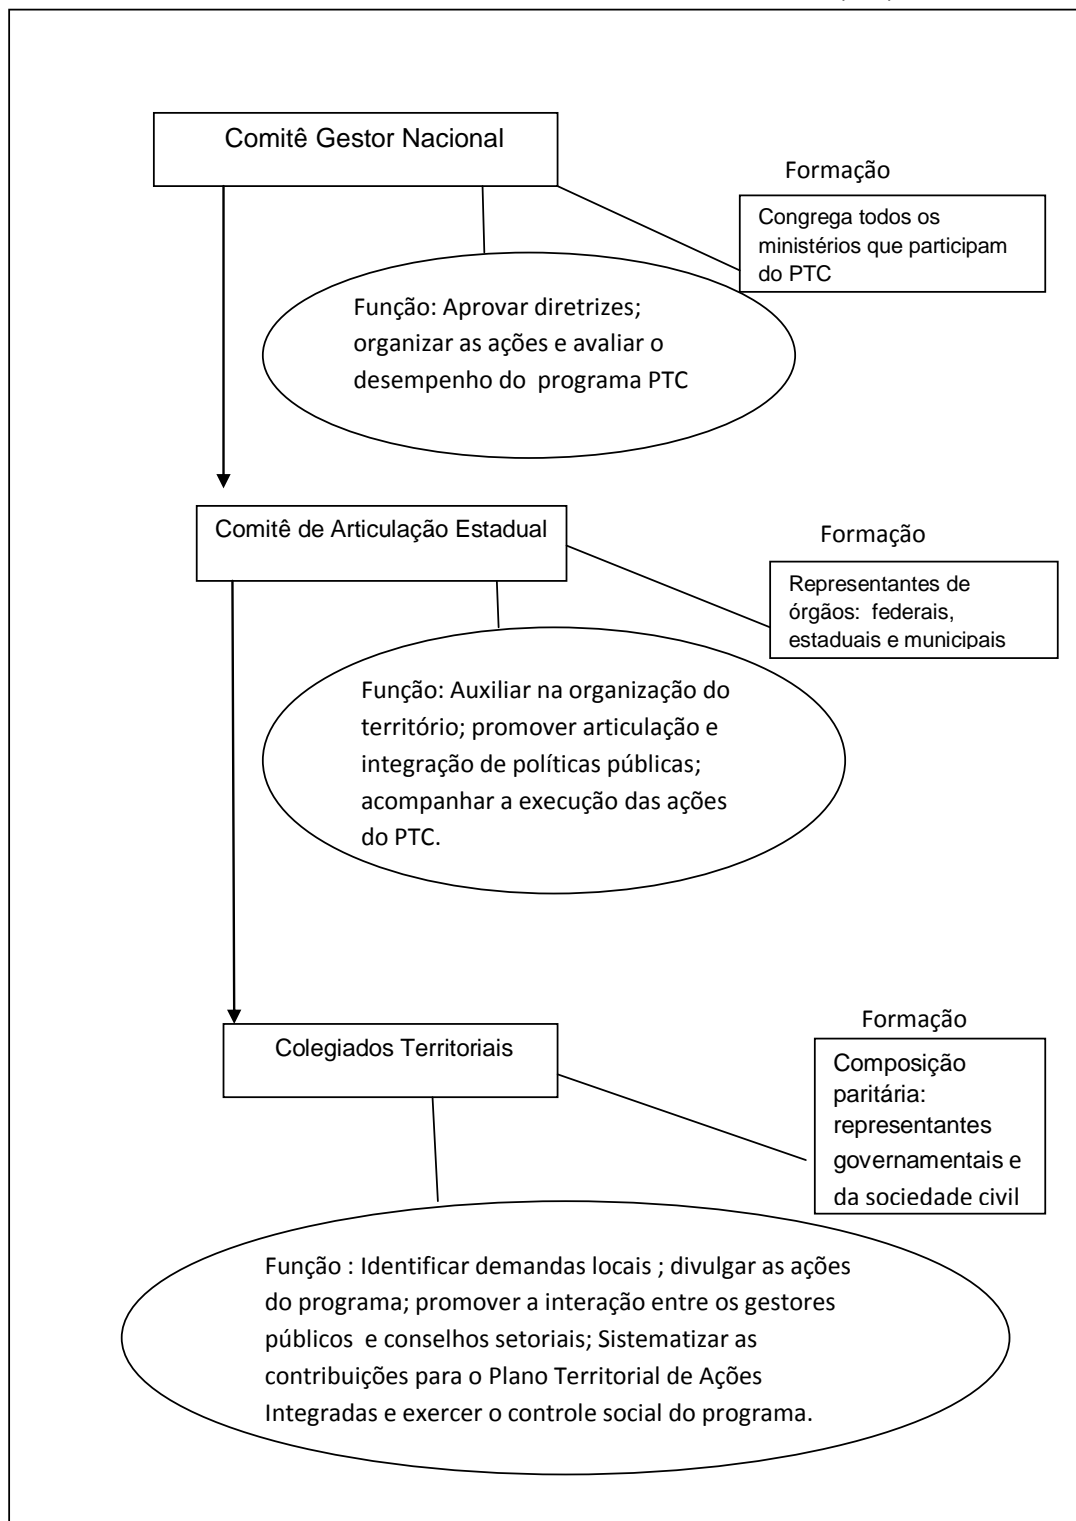 Comitê Gestor Nacional
Formação
Congrega todos os
ministérios que participam
do PTC
Função: Aprovar diretrizes;
organizar as ações e avaliar o
desempenho do programa PTC
Comitê de Articulação Estadual
Formação
Representantes de
órgãos: federais,
estaduais e municipais
Função: Auxiliar na organização do
território; promover articulação e
integração de políticas públicas;
acompanhar a execução das ações
do PTC.
Colegiados Territoriais
Formação
Composição
paritária:
representantes
governamentais e
da sociedade civil
Função : Identificar demandas locais ; divulgar as ações
do programa; promover a interação entre os gestores
públicos e conselhos setoriais; Sistematizar as
contribuições para o Plano Territorial de Ações
Integradas e exercer o controle social do programa.